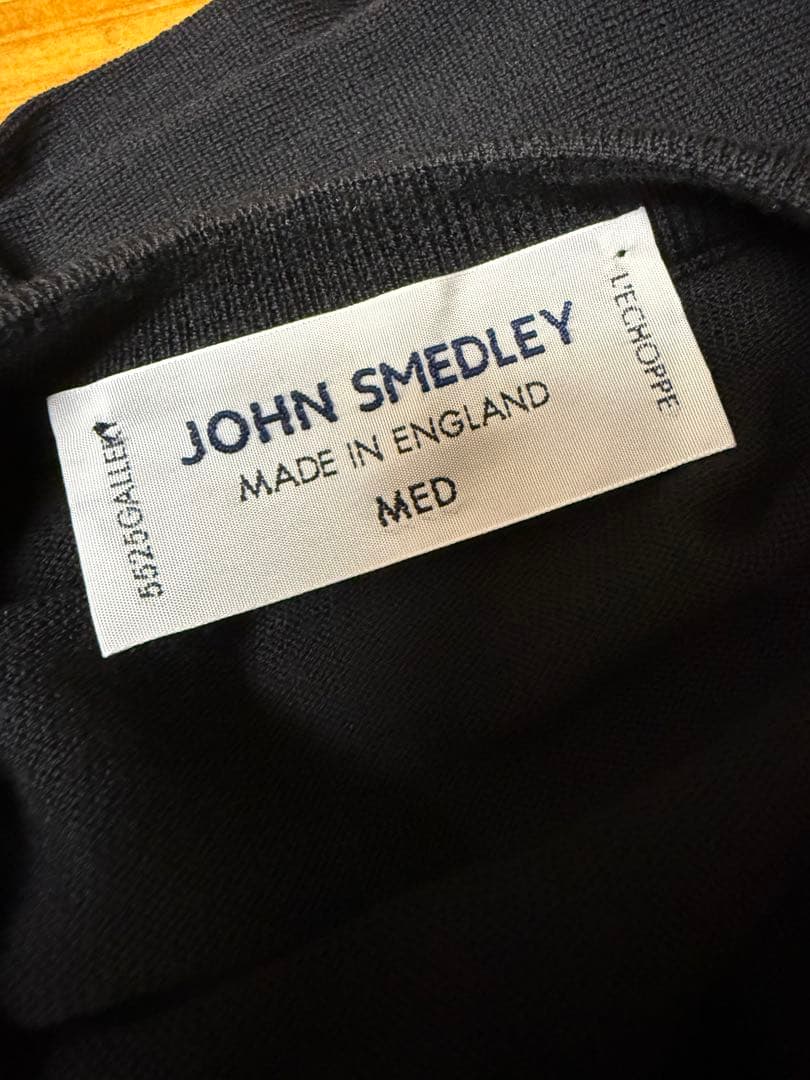 JOHN SMEDLEY
MADE IN ENGLAND
MED
5525GALLERY
L'ECHOPPE